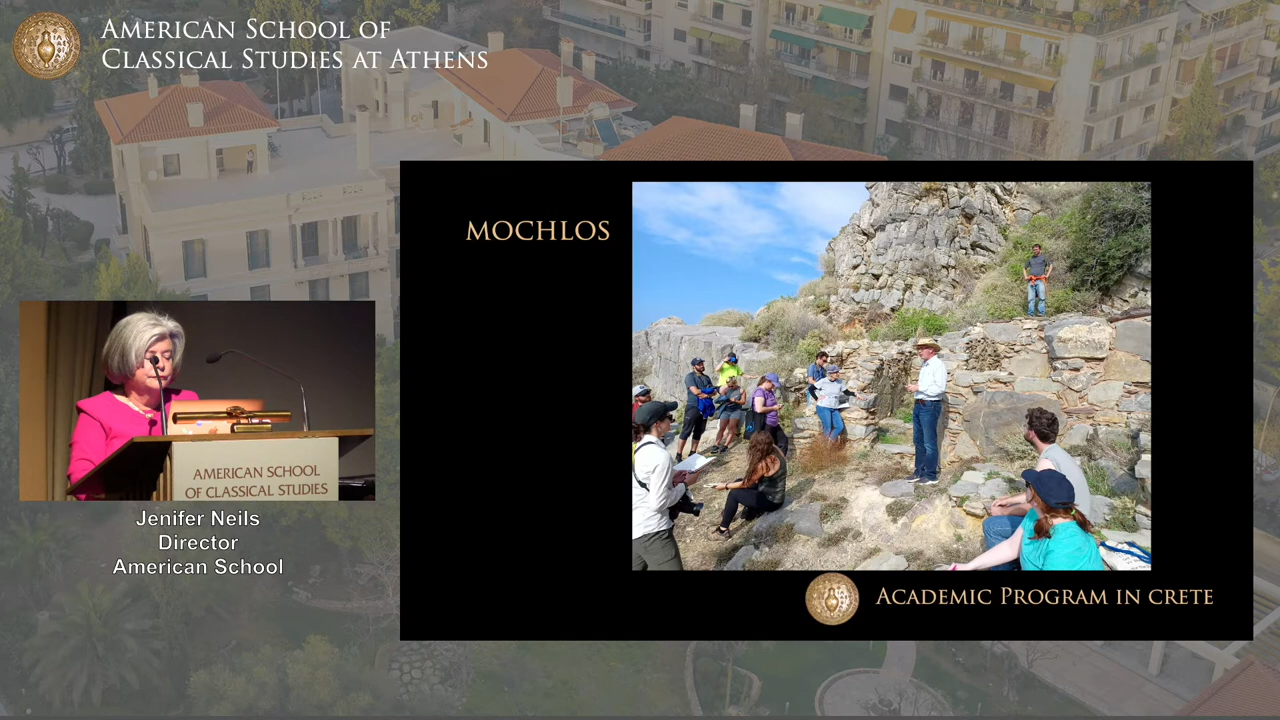 AMERICAN SCHOOL OF
CLASSICAL STUDIES AT ATHENS
MOCHLOS
AMERICAN SCHOOL
OF CLASSICAL STUDIES
Jenifer Neils
Director
American School
ACADEMIC PROGRAM IN CRETE